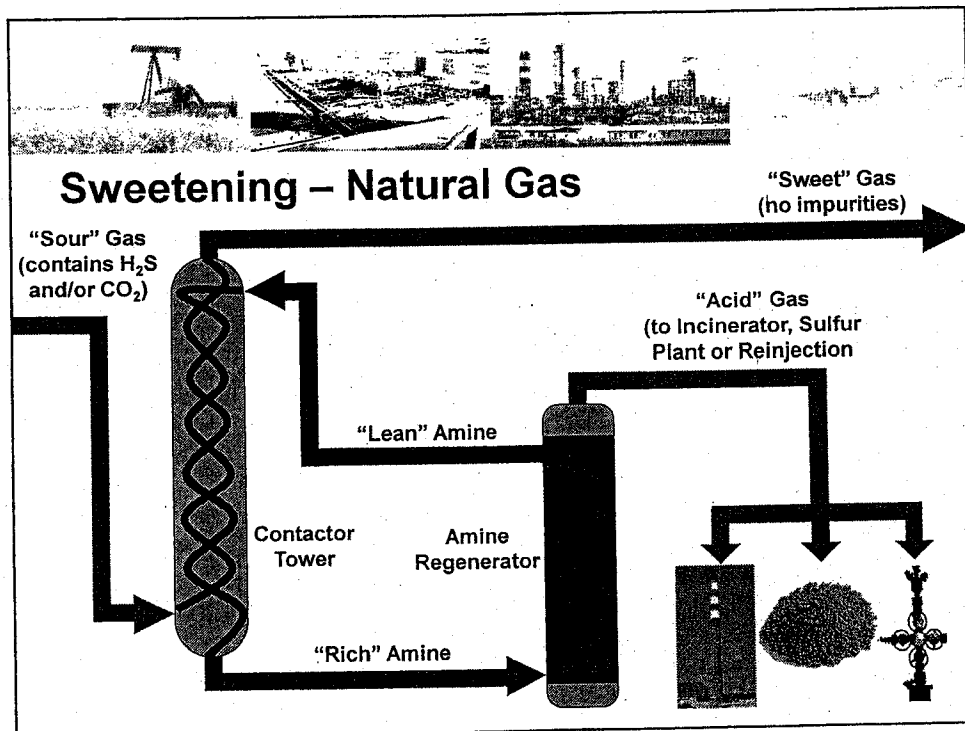 Sweetening – Natural Gas
"Sweet" Gas
(no impurities)
"Sour" Gas
(contains H₂S
and/or CO₂)
"Acid" Gas
(to Incinerator, Sulfur
Plant or Reinjection
"Lean" Amine
Contactor
Tower
Amine
Regenerator
"Rich" Amine